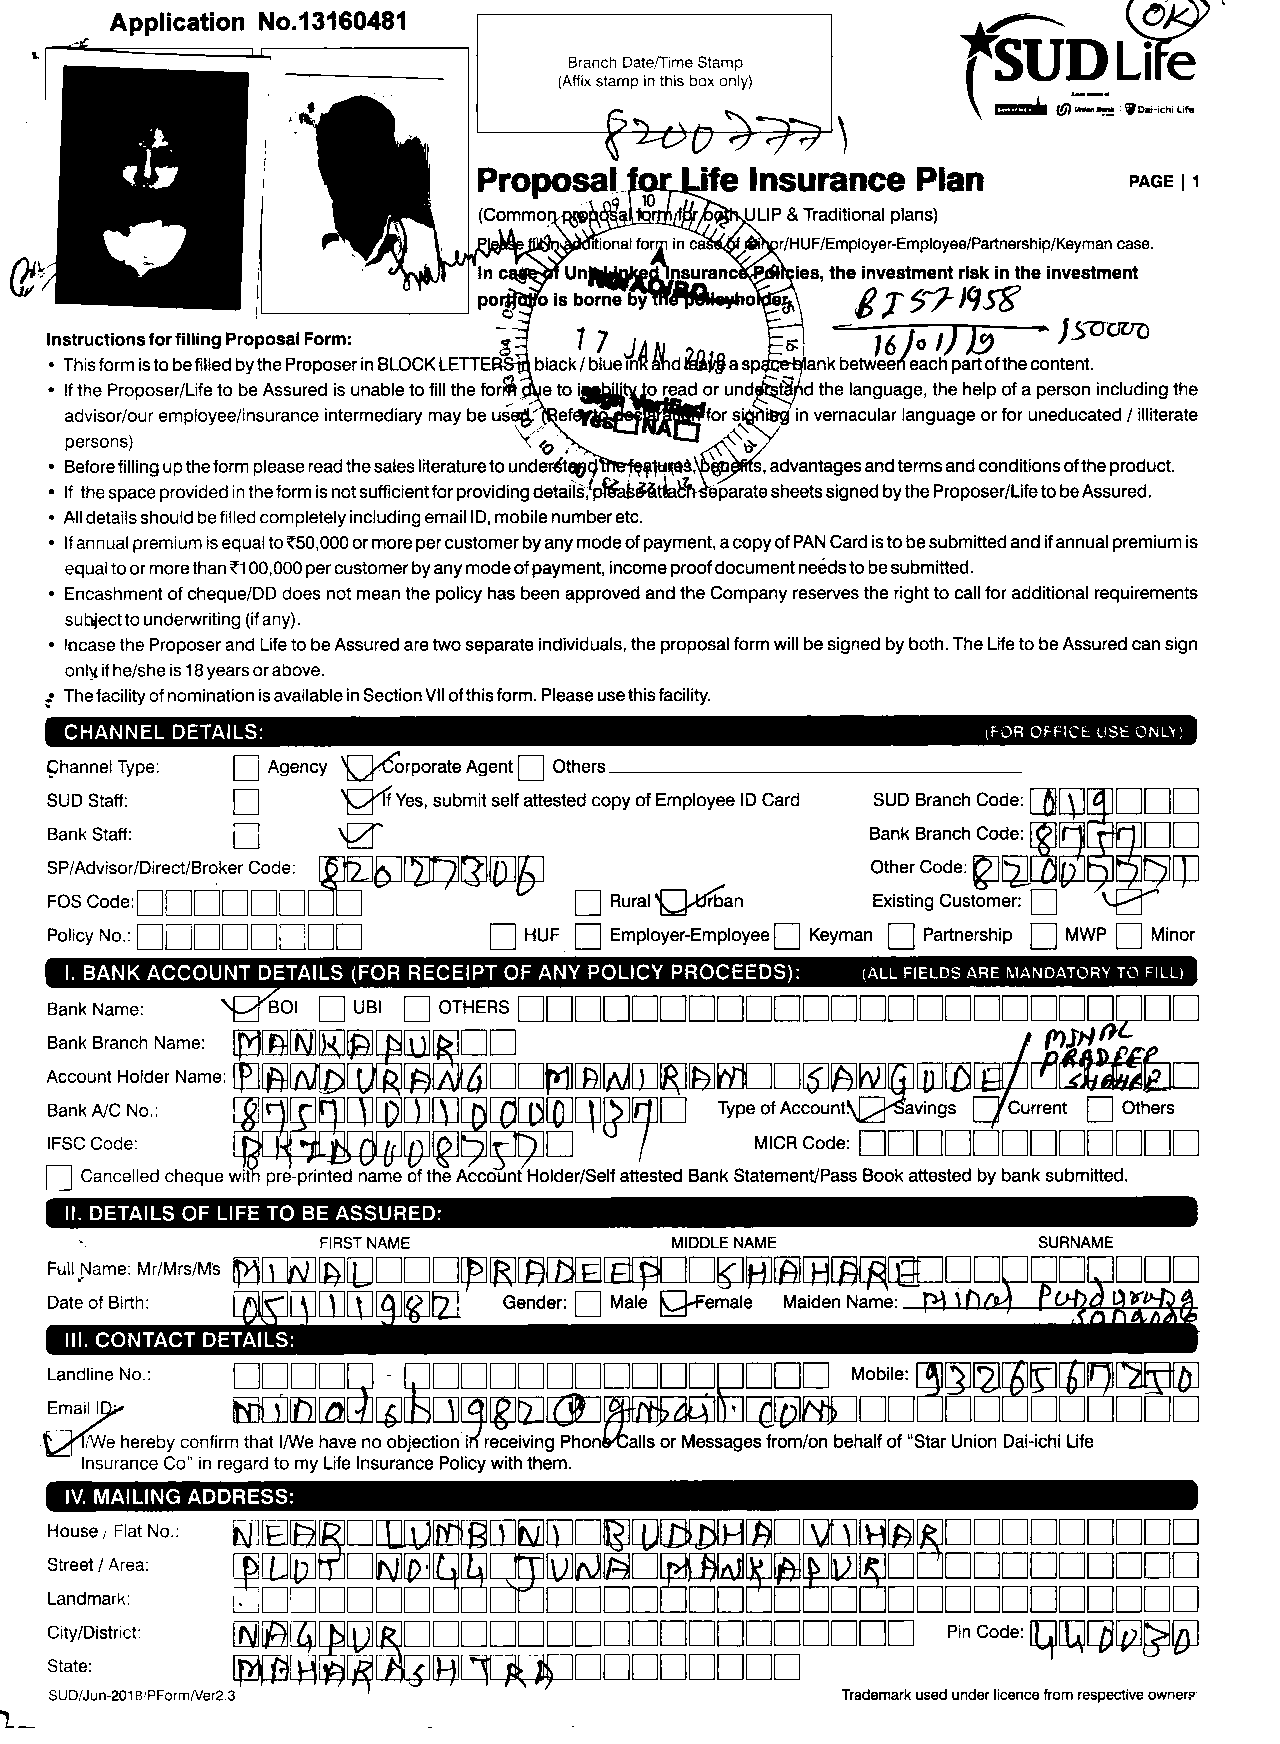 Application No.13160481
OK
Branch Date/Time Stamp
(Affix stamp in this box only)
SUD Life
Union Bank Dai-ichi Life
82007771
Proposal for Life Insurance Plan
PAGE | 1
(Common proposal form for both ULIP & Traditional plans)
Please fill in additional form in case of Minor/HUF/Employer-Employee/Partnership/Keyman case.
In case of Unit Linked Insurance Policies, the investment risk in the investment
portfolio is borne by the policyholder.
BI 571958
16/01/19
150000
17 JAN 2019
Sign Verified
Yes NA
Instructions for filling Proposal Form:
• This form is to be filled by the Proposer in BLOCK LETTERS in black / blue ink and leave a space blank between each part of the content.
• If the Proposer/Life to be Assured is unable to fill the form due to inability to read or understand the language, the help of a person including the
advisor/our employee/insurance intermediary may be used. (Refer to declaration for signing in vernacular language or for uneducated / illiterate
persons)
• Before filling up the form please read the sales literature to understand the features, benefits, advantages and terms and conditions of the product.
• If the space provided in the form is not sufficient for providing details, please attach separate sheets signed by the Proposer/Life to be Assured.
• All details should be filled completely including email ID, mobile number etc.
• If annual premium is equal to ₹50,000 or more per customer by any mode of payment, a copy of PAN Card is to be submitted and if annual premium is
equal to or more than ₹100,000 per customer by any mode of payment, income proof document needs to be submitted.
• Encashment of cheque/DD does not mean the policy has been approved and the Company reserves the right to call for additional requirements
subject to underwriting (if any).
• Incase the Proposer and Life to be Assured are two separate individuals, the proposal form will be signed by both. The Life to be Assured can sign
only if he/she is 18 years or above.
• The facility of nomination is available in Section VII of this form. Please use this facility.
CHANNEL DETAILS: (FOR OFFICE USE ONLY)
Channel Type: Agency Corporate Agent Others
SUD Staff: If Yes, submit self attested copy of Employee ID Card SUD Branch Code: 019
Bank Staff: Bank Branch Code: 8757
SP/Advisor/Direct/Broker Code: 82027306 Other Code: 82007771
FOS Code: Rural Urban Existing Customer:
Policy No.: HUF Employer-Employee Keyman Partnership MWP Minor
I. BANK ACCOUNT DETAILS (FOR RECEIPT OF ANY POLICY PROCEEDS): (ALL FIELDS ARE MANDATORY TO FILL)
Bank Name: BOI UBI OTHERS
Bank Branch Name: MANKAPUR
Account Holder Name: PANDURANG MANIRAM SANGODE / MINAL PRADEEP SHAHARE
Bank A/C No.: 875710110000137 Type of Account Savings Current Others
IFSC Code: BKID0008757 MICR Code:
Cancelled cheque with pre-printed name of the Account Holder/Self attested Bank Statement/Pass Book attested by bank submitted.
II. DETAILS OF LIFE TO BE ASSURED:
FIRST NAME MIDDLE NAME SURNAME
Full Name: Mr/Mrs/Ms MINAL PRADEEP SHAHARE
Date of Birth: 05111982 Gender: Male Female Maiden Name: Minal Pandurang Sangode
III. CONTACT DETAILS:
Landline No.: - Mobile: 9326567250
Email ID: minalsh1982@gmail.com
I/We hereby confirm that I/We have no objection in receiving Phone Calls or Messages from/on behalf of "Star Union Dai-ichi Life
Insurance Co" in regard to my Life Insurance Policy with them.
IV. MAILING ADDRESS:
House / Flat No.: NEAR LUMBINI BUDDHA VIHAR
Street / Area: PLOT NO.44 JUNA MANKAPUR
Landmark:
City/District: NAGPUR Pin Code: 440030
State: MAHARASHTRA
SUD/Jun-2018/PForm/Ver2.3 Trademark used under licence from respective owners